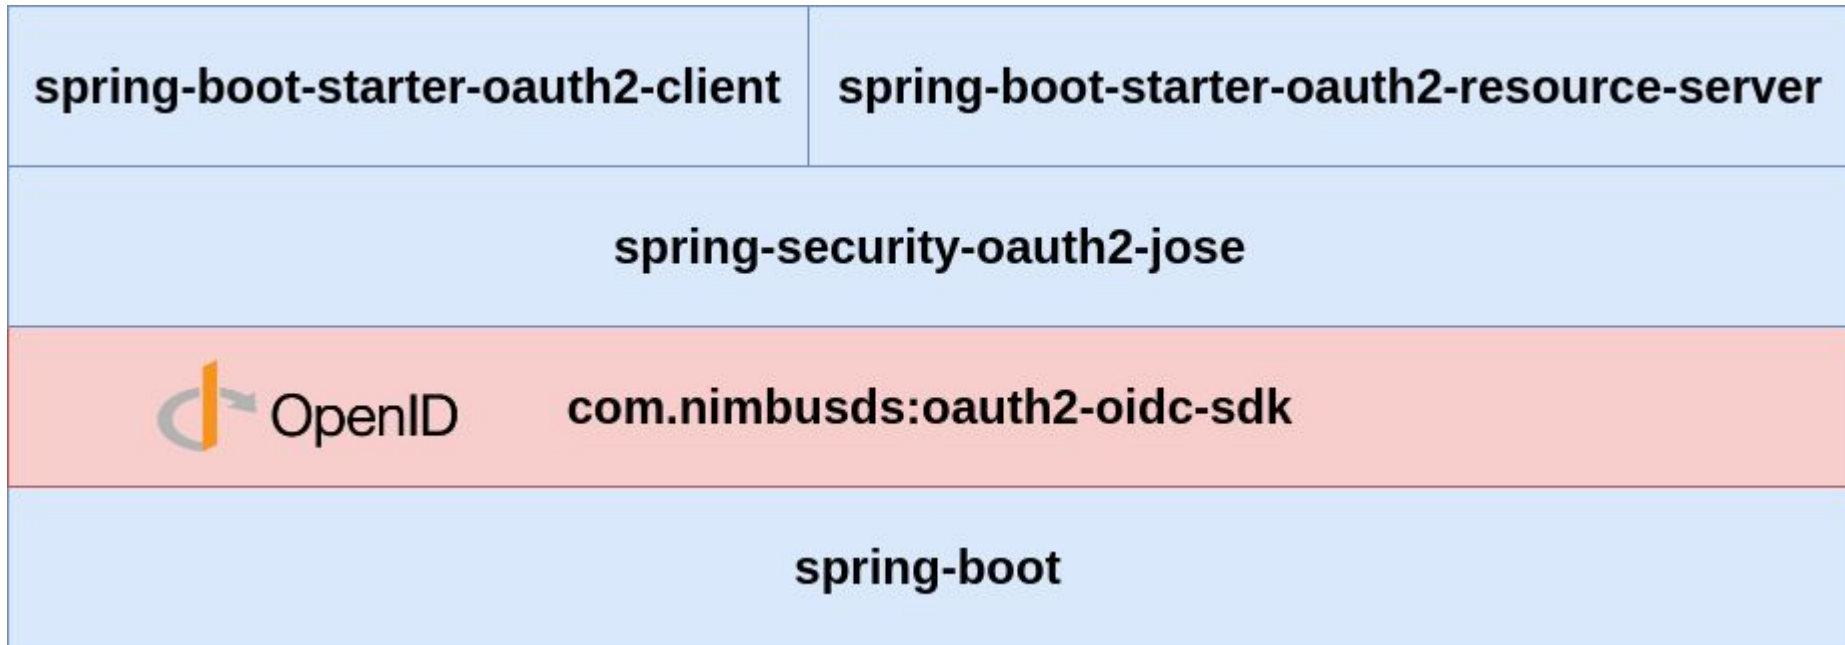 spring-boot-starter-oauth2-client
spring-boot-starter-oauth2-resource-server
spring-security-oauth2-jose
OpenID
com.nimbusds:oauth2-oidc-sdk
spring-boot